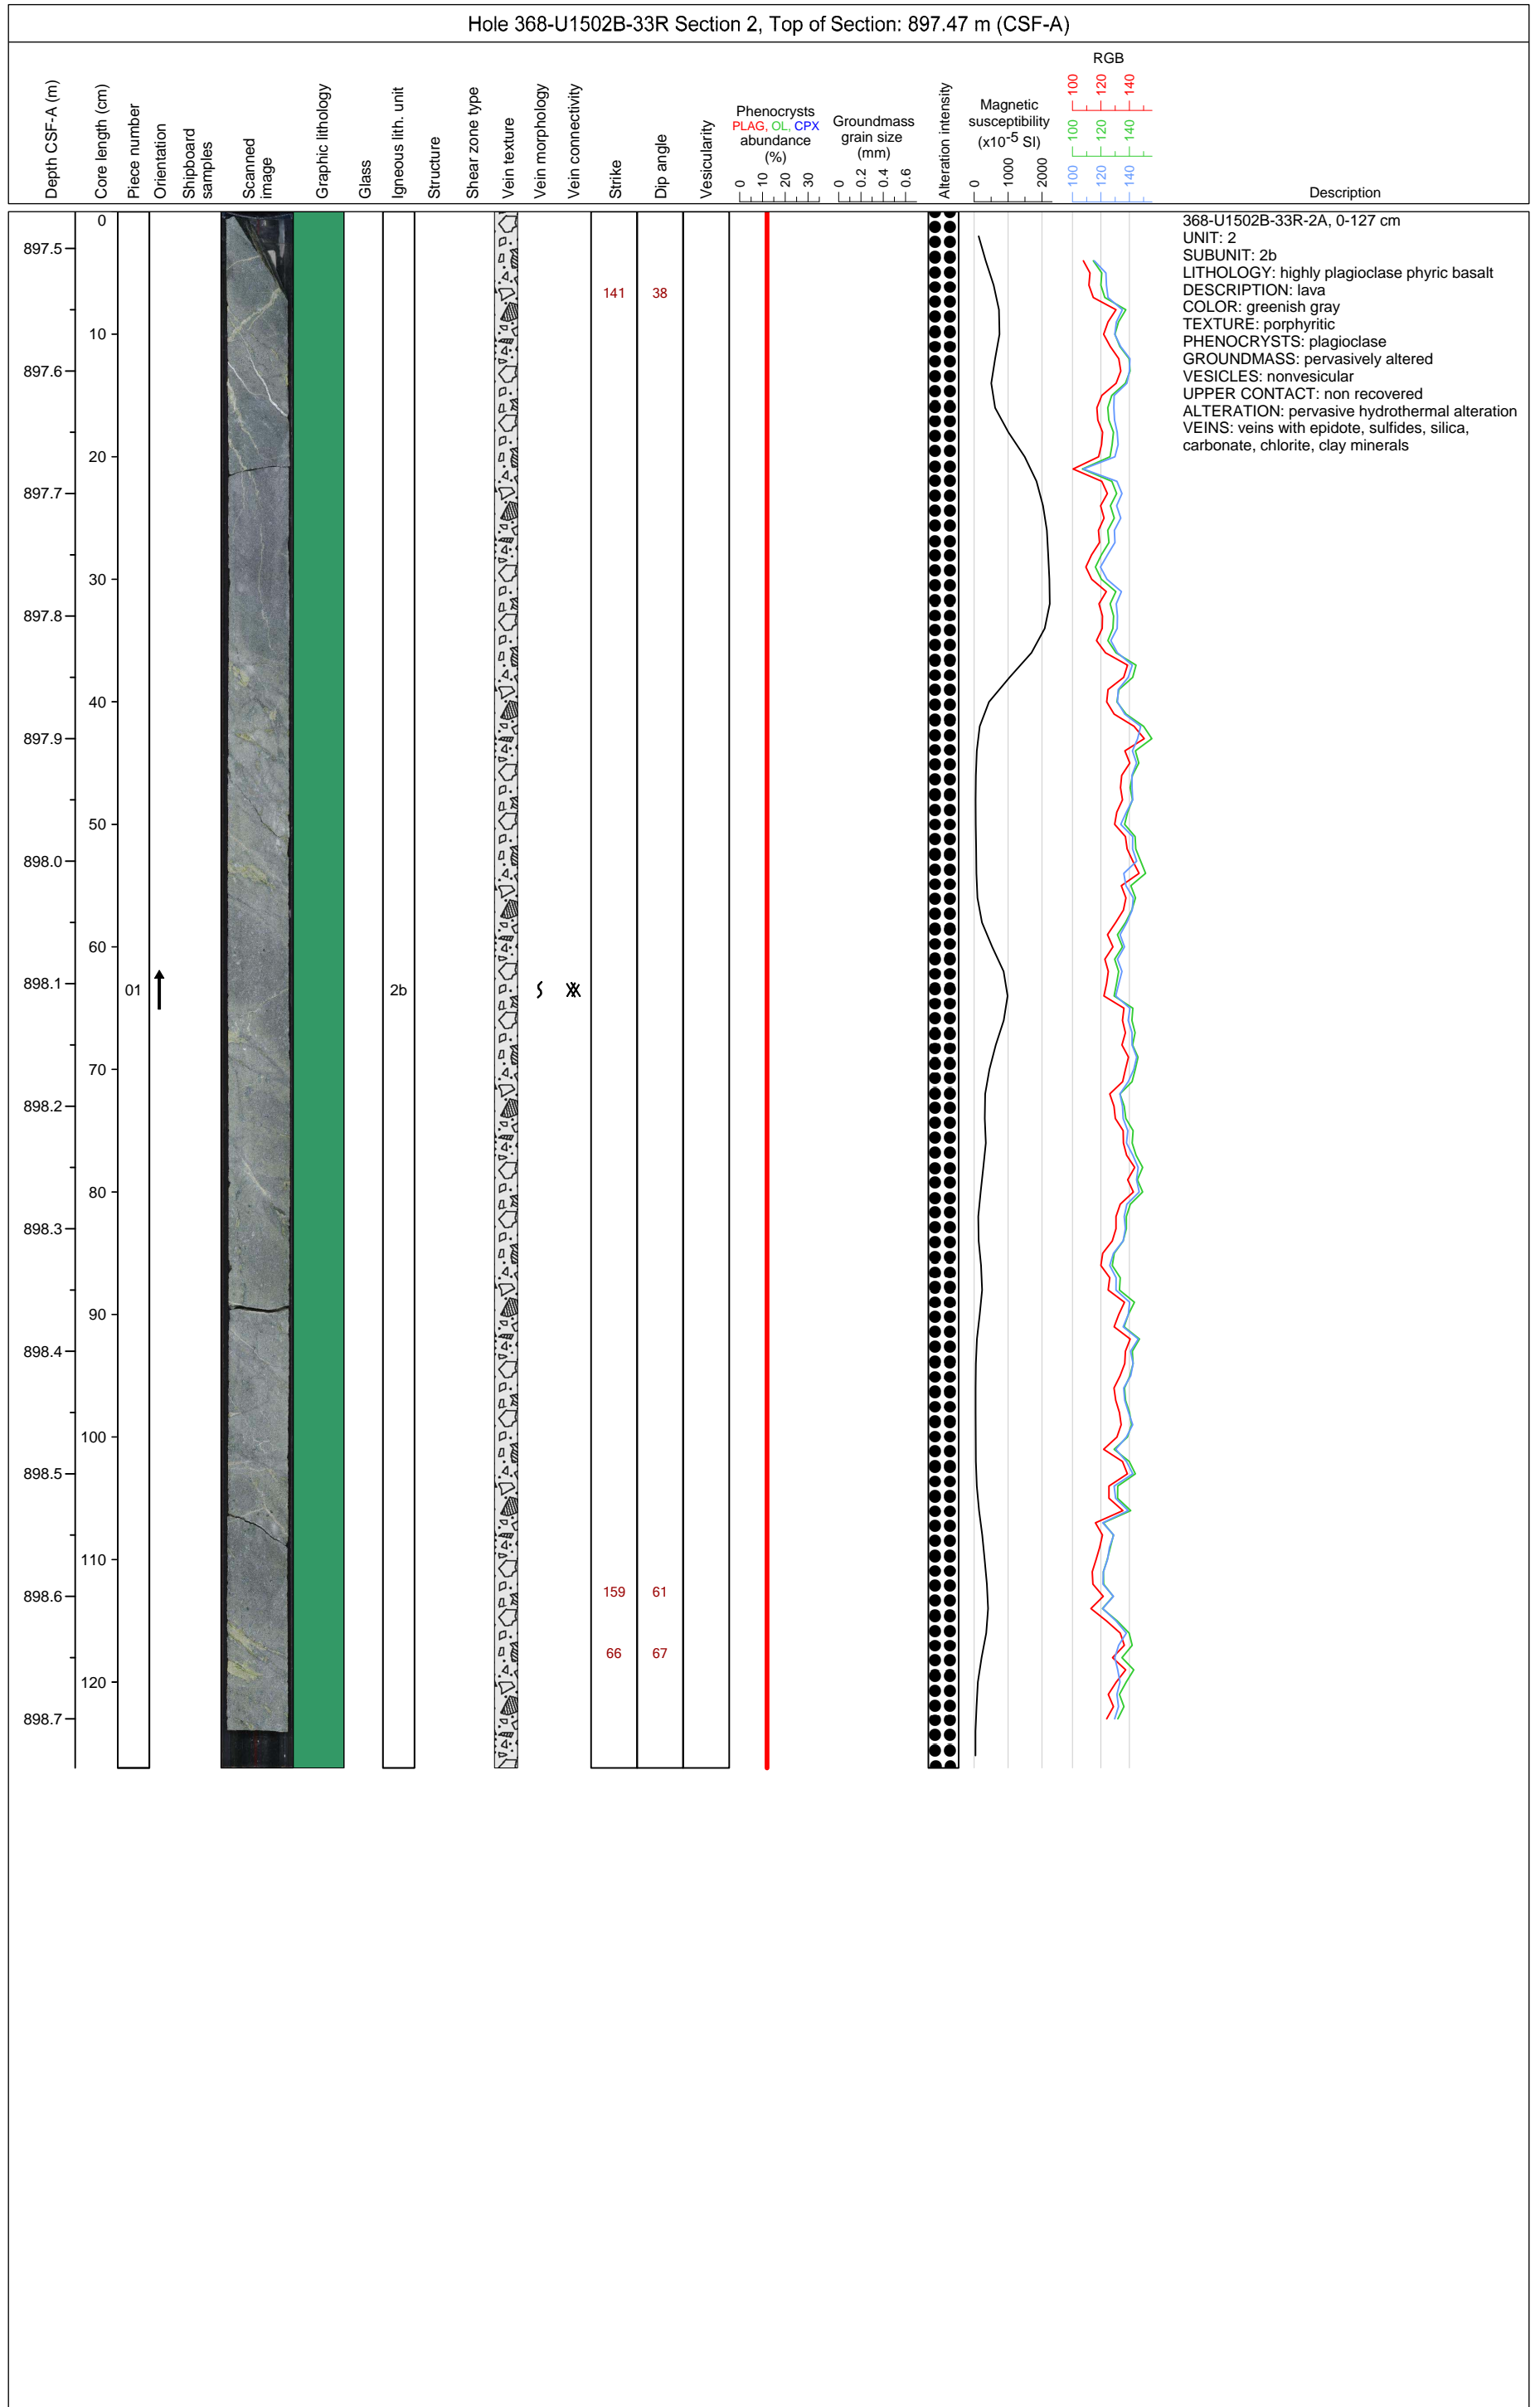 Hole 368-U1502B-33R Section 2, Top of Section: 897.47 m (CSF-A)
Depth CSF-A (m)
Core length (cm)
Piece number
Orientation
Shipboard
samples
Scanned
image
Graphic lithology
Glass
Igneous lith. unit
Structure
Shear zone type
Vein texture
Vein morphology
Vein connectivity
Strike
Dip angle
Vesicularity
Phenocrysts
PLAG, OL, CPX
abundance
(%)
0 10 20 30
Groundmass
grain size
(mm)
0 0.2 0.4 0.6
Alteration intensity
Magnetic
susceptibility
(x10-5 SI)
0 1000 2000
RGB
100 120 140
100 120 140
100 120 140
Description
368-U1502B-33R-2A, 0-127 cm
UNIT: 2
SUBUNIT: 2b
LITHOLOGY: highly plagioclase phyric basalt
DESCRIPTION: lava
COLOR: greenish gray
TEXTURE: porphyritic
PHENOCRYSTS: plagioclase
GROUNDMASS: pervasively altered
VESICLES: nonvesicular
UPPER CONTACT: non recovered
ALTERATION: pervasive hydrothermal alteration
VEINS: veins with epidote, sulfides, silica,
carbonate, chlorite, clay minerals
0
897.5
141 38
10
897.6
20
897.7
30
897.8
40
897.9
50
898.0
60
898.1
01 2b
70
898.2
80
898.3
90
898.4
100
898.5
110
898.6
159 61
66 67
120
898.7